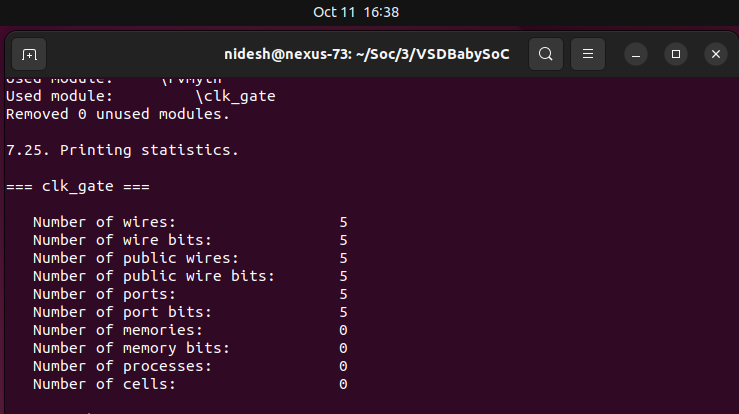 Oct 11 16:38
nidesh@nexus-73: ~/Soc/3/VSDBabySoC
Used module: \rvmyth
Used module: \clk_gate
Removed 0 unused modules.
7.25. Printing statistics.
=== clk_gate ===
Number of wires: 5
Number of wire bits: 5
Number of public wires: 5
Number of public wire bits: 5
Number of ports: 5
Number of port bits: 5
Number of memories: 0
Number of memory bits: 0
Number of processes: 0
Number of cells: 0